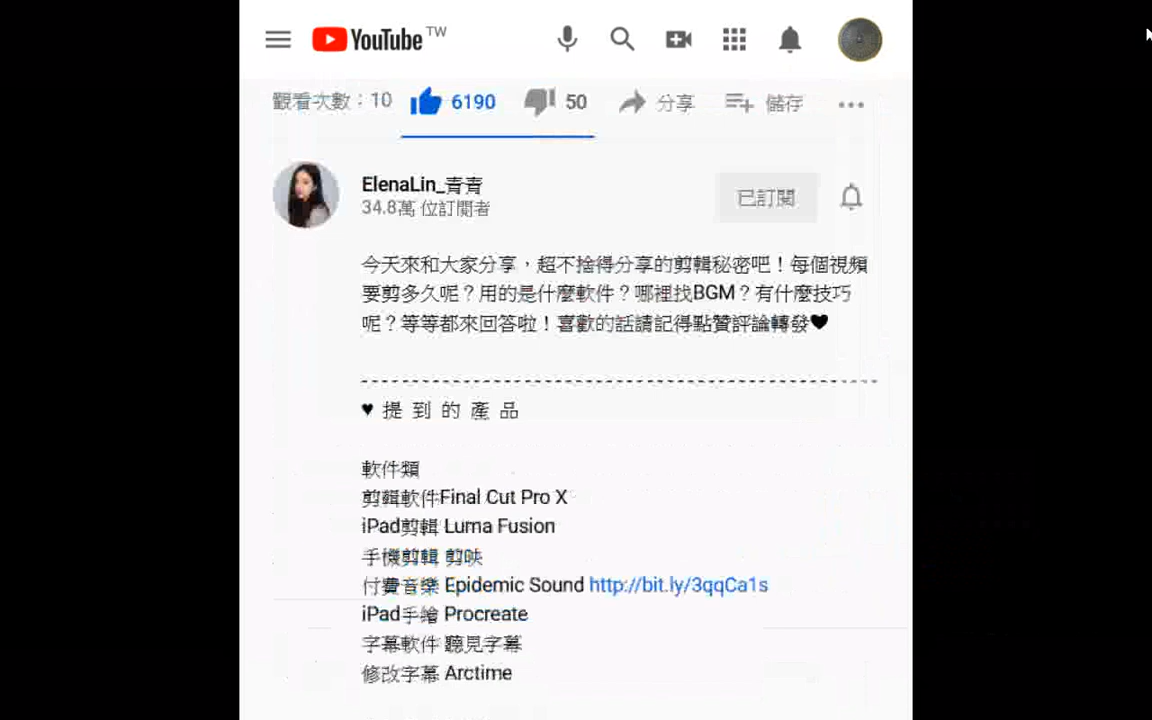 YouTube TW
觀看次數：10 6190 50 分享 儲存
ElenaLin_青青
已訂閱
34.8萬 位訂閱者
今天來和大家分享，超不捨得分享的剪輯秘密吧！每個視頻
要剪多久呢？用的是什麼軟件？哪裡找BGM？有什麼技巧
呢？等等都來回答啦！喜歡的話請記得點贊評論轉發♥
------------------------------------------------------------
♥ 提 到 的 產 品
軟件類
剪輯軟件Final Cut Pro X
iPad剪輯 Luma Fusion
手機剪輯 剪映
付費音樂 Epidemic Sound http://bit.ly/3qqCa1s
iPad手繪 Procreate
字幕軟件 聽見字幕
修改字幕 Arctime